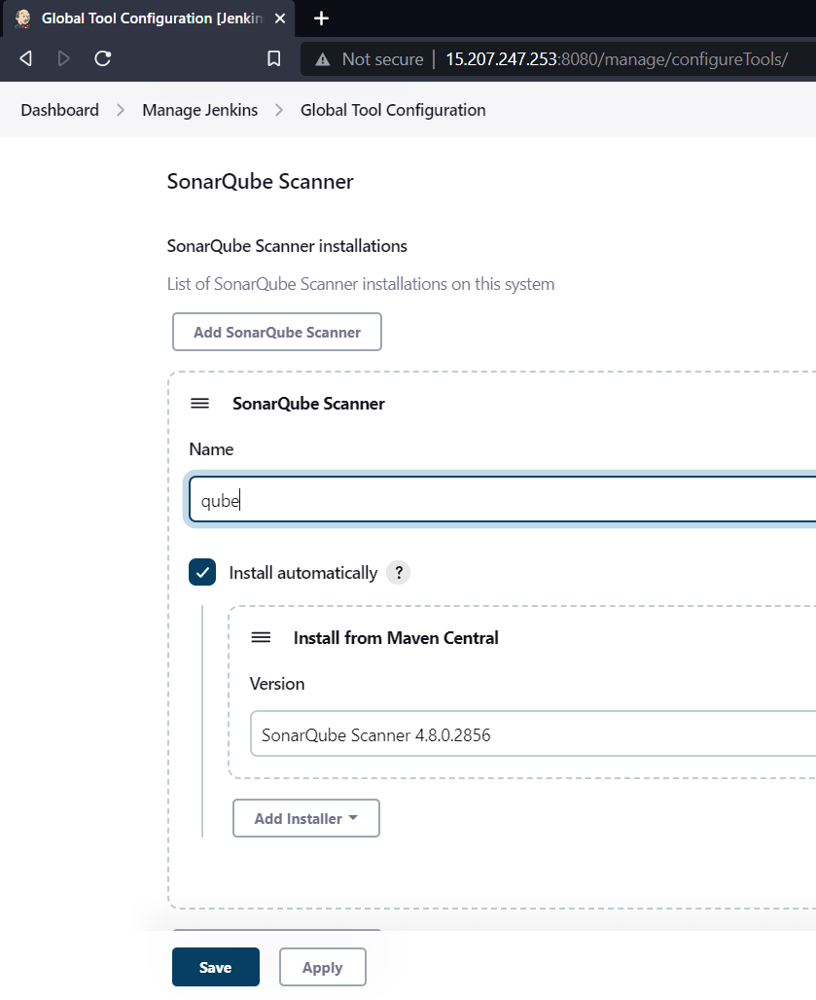 Global Tool Configuration [Jenkin
Not secure 15.207.247.253:8080/manage/configureTools/
Dashboard Manage Jenkins Global Tool Configuration
SonarQube Scanner
SonarQube Scanner installations
List of SonarQube Scanner installations on this system
Add SonarQube Scanner
SonarQube Scanner
Name
qube
Install automatically ?
Install from Maven Central
Version
SonarQube Scanner 4.8.0.2856
Add Installer
Save Apply